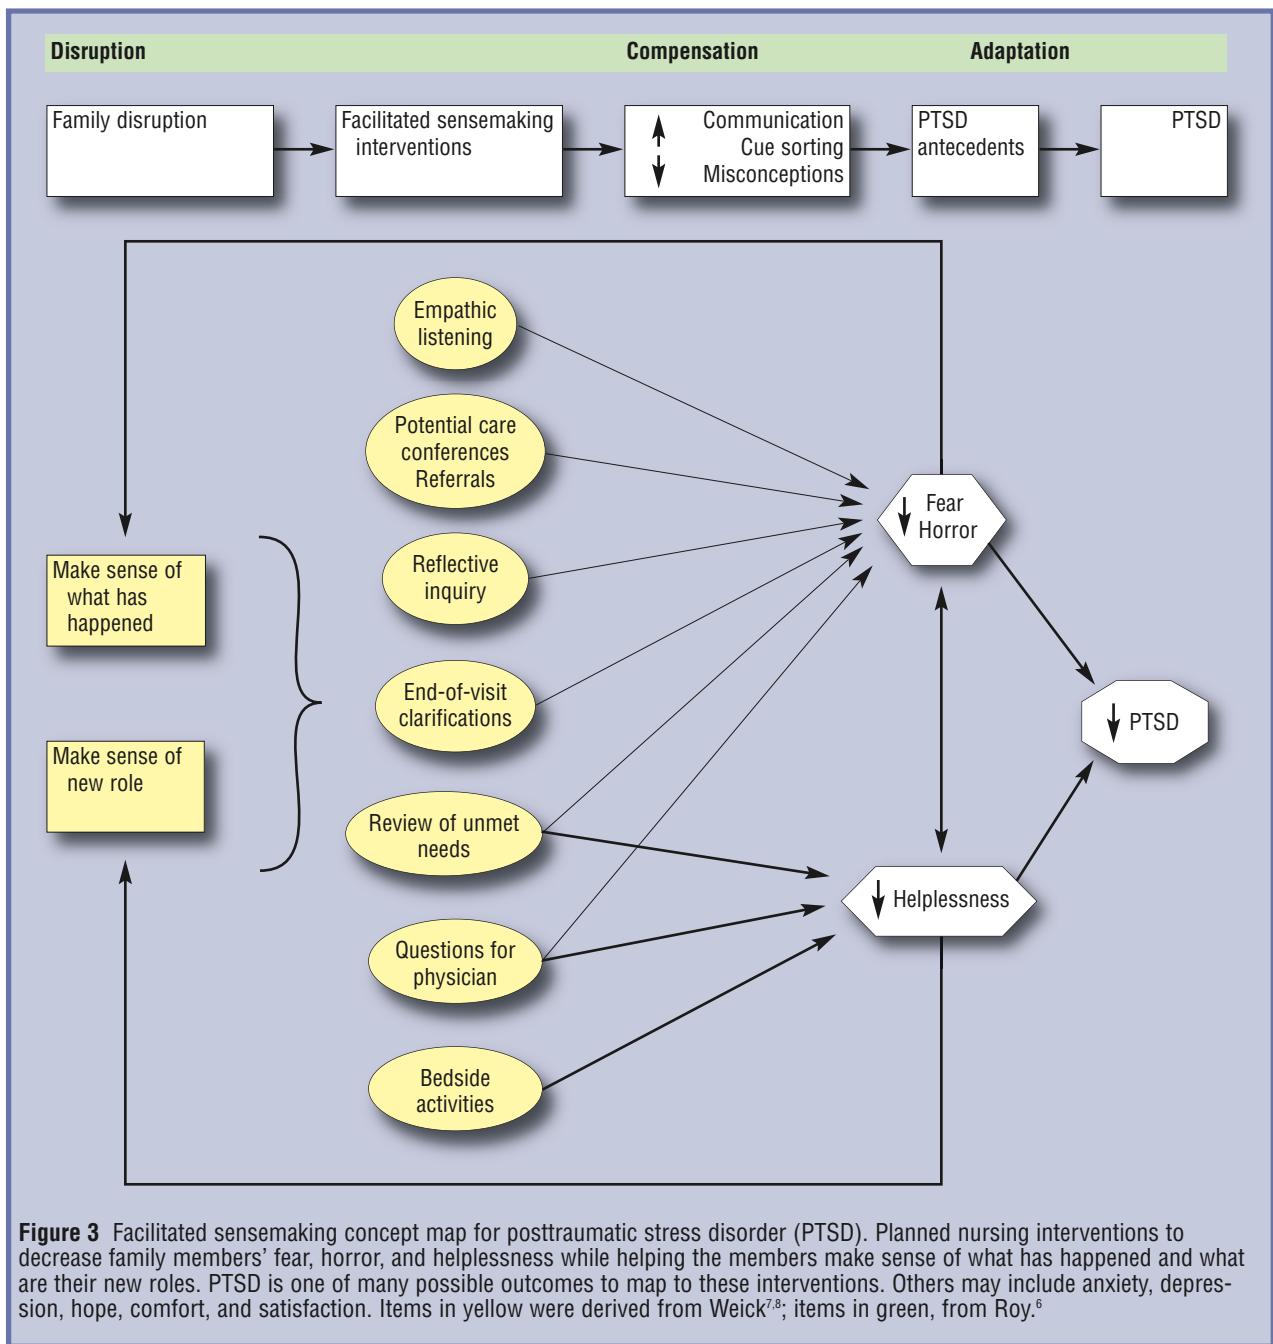 Disruption Compensation Adaptation
Family disruption
Facilitated sensemaking
interventions
Communication
Cue sorting
Misconceptions
PTSD
antecedents
PTSD
Empathic
listening
Potential care
conferences
Referrals
Reflective
inquiry
End-of-visit
clarifications
Review of unmet
needs
Questions for
physician
Bedside
activities
Make sense of
what has
happened
Make sense of
new role
Fear
Horror
Helplessness
PTSD
Figure 3 Facilitated sensemaking concept map for posttraumatic stress disorder (PTSD). Planned nursing interventions to
decrease family members’ fear, horror, and helplessness while helping the members make sense of what has happened and what
are their new roles. PTSD is one of many possible outcomes to map to these interventions. Others may include anxiety, depres-
sion, hope, comfort, and satisfaction. Items in yellow were derived from Weick7,8; items in green, from Roy.6